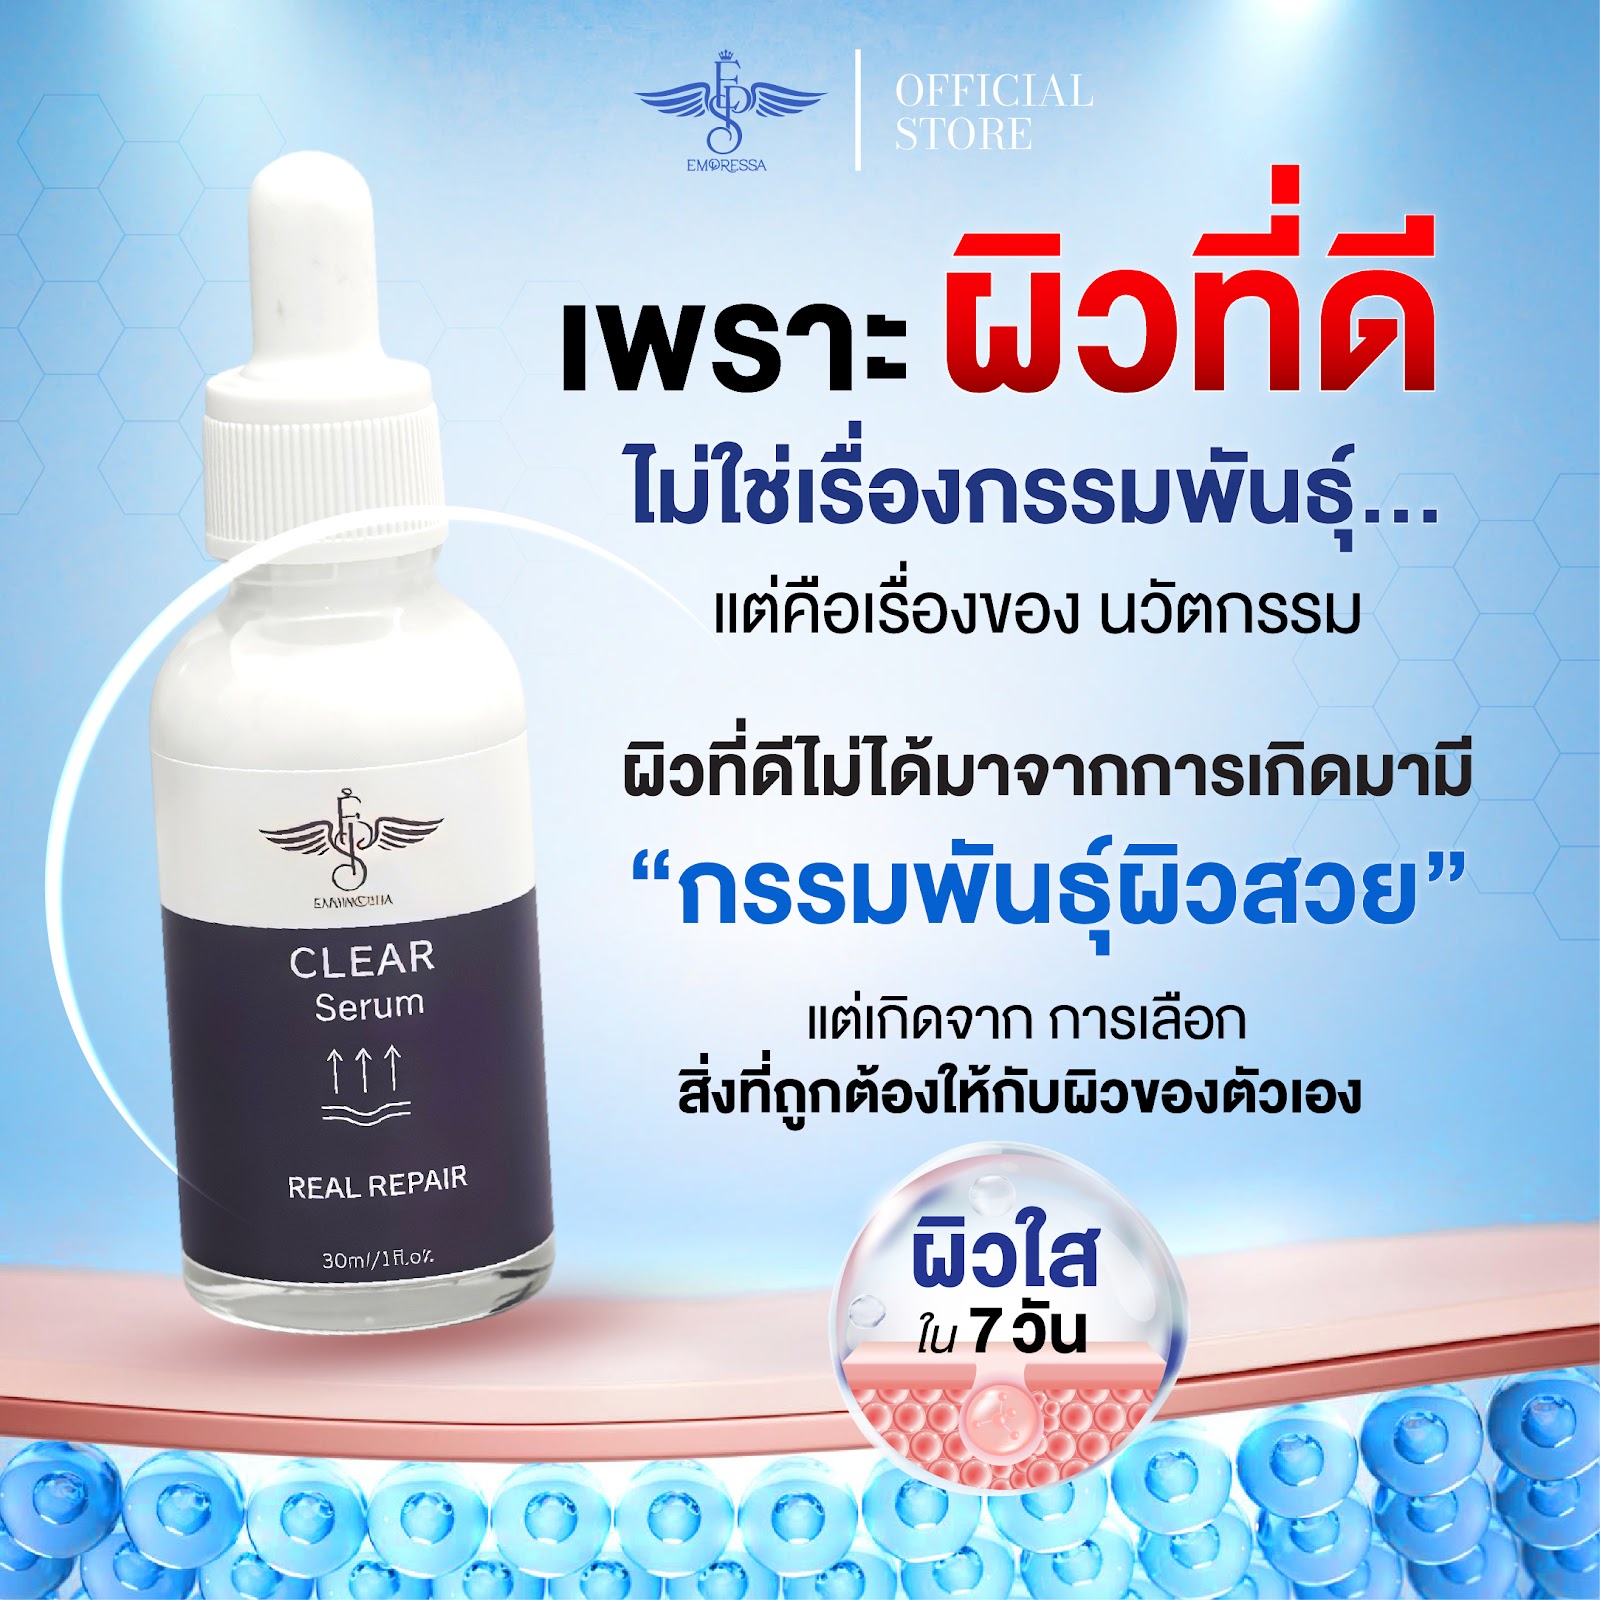 EMPRESSA
OFFICIAL
STORE
เพราะ ผิวที่ดี
ไม่ใช่เรื่องกรรมพันธุ์...
แต่คือเรื่องของ นวัตกรรม
ผิวที่ดีไม่ได้มาจากการเกิดมามี
“กรรมพันธุ์ผิวสวย”
แต่เกิดจาก การเลือก
สิ่งที่ถูกต้องให้กับผิวของตัวเอง
ผิวใส
ใน 7 วัน
CLEAR
Serum
REAL REPAIR
30ml/1fl.oz.